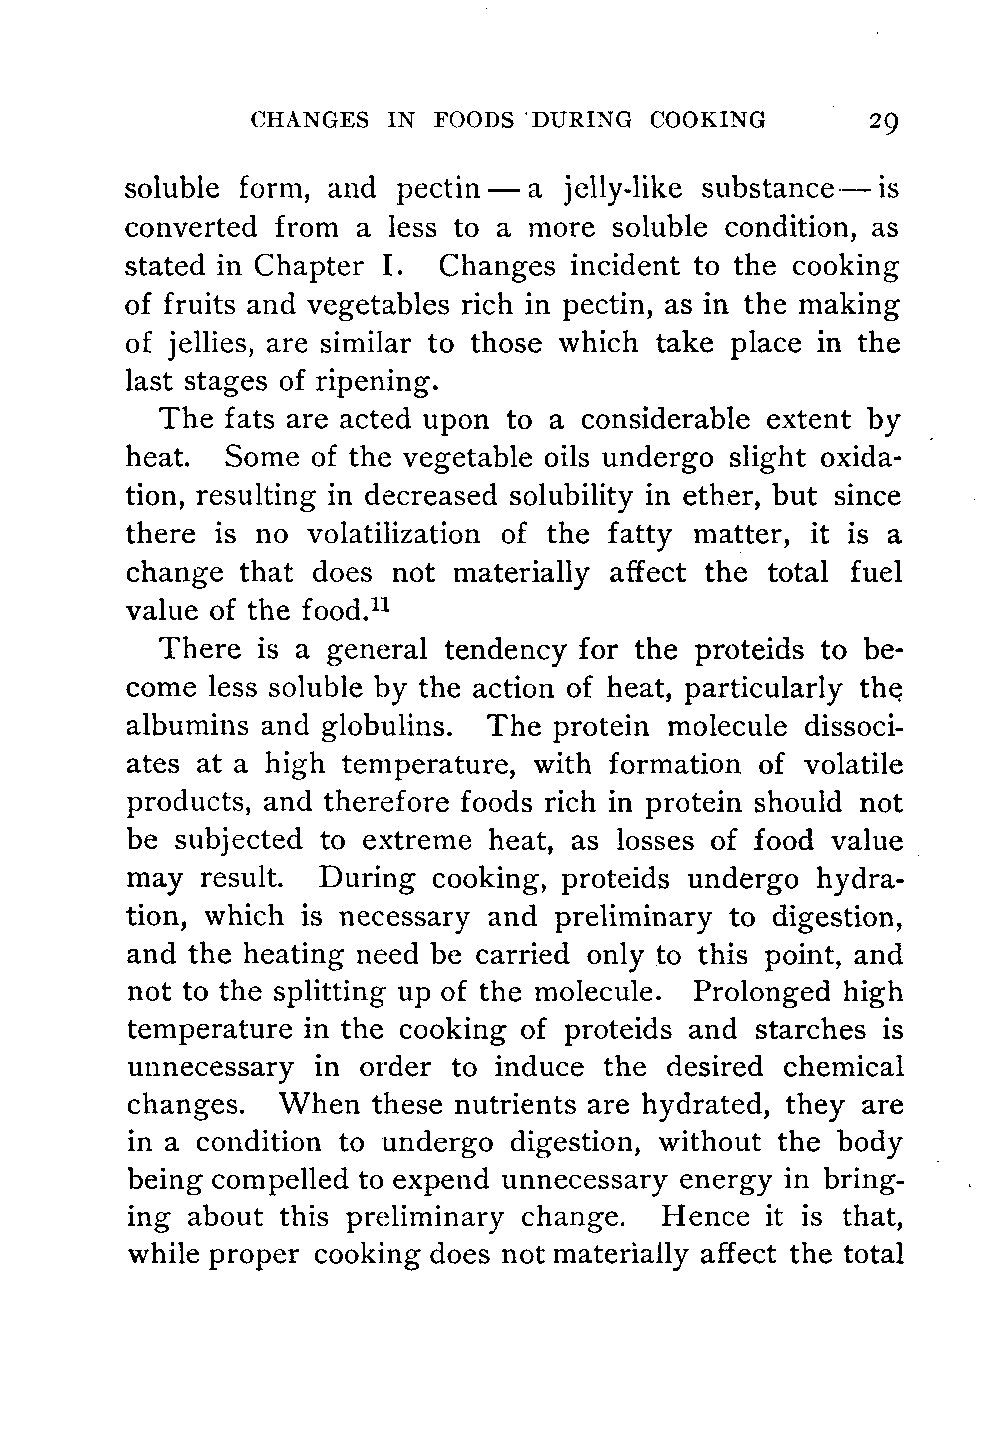 CHANGES IN FOODS DURING COOKING 29
soluble form, and pectin — a jelly-like substance — is
converted from a less to a more soluble condition, as
stated in Chapter I. Changes incident to the cooking
of fruits and vegetables rich in pectin, as in the making
of jellies, are similar to those which take place in the
last stages of ripening.
The fats are acted upon to a considerable extent by
heat. Some of the vegetable oils undergo slight oxida-
tion, resulting in decreased solubility in ether, but since
there is no volatilization of the fatty matter, it is a
change that does not materially affect the total fuel
value of the food.¹¹
There is a general tendency for the proteids to be-
come less soluble by the action of heat, particularly the
albumins and globulins. The protein molecule dissoci-
ates at a high temperature, with formation of volatile
products, and therefore foods rich in protein should not
be subjected to extreme heat, as losses of food value
may result. During cooking, proteids undergo hydra-
tion, which is necessary and preliminary to digestion,
and the heating need be carried only to this point, and
not to the splitting up of the molecule. Prolonged high
temperature in the cooking of proteids and starches is
unnecessary in order to induce the desired chemical
changes. When these nutrients are hydrated, they are
in a condition to undergo digestion, without the body
being compelled to expend unnecessary energy in bring-
ing about this preliminary change. Hence it is that,
while proper cooking does not materially affect the total